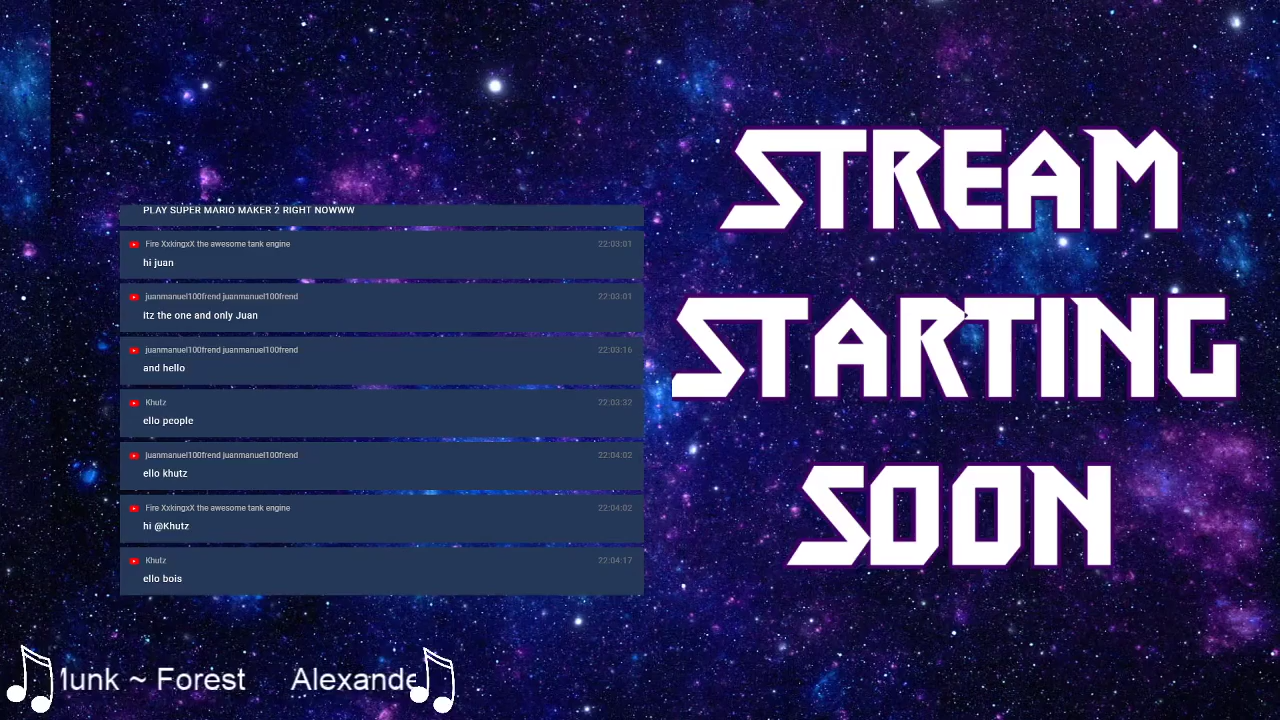 PLAY SUPER MARIO MAKER 2 RIGHT NOWWW
Fire XxkingxX the awesome tank engine 22:03:01
hi juan
juanmanuel100frend juanmanuel100frend 22:03:01
itz the one and only Juan
juanmanuel100frend juanmanuel100frend 22:03:16
and hello
Khutz 22:03:32
ello people
juanmanuel100frend juanmanuel100frend 22:04:02
ello khutz
Fire XxkingxX the awesome tank engine 22:04:02
hi @Khutz
Khutz 22:04:17
ello bois
STREAM
STARTING
SOON
~ Forest